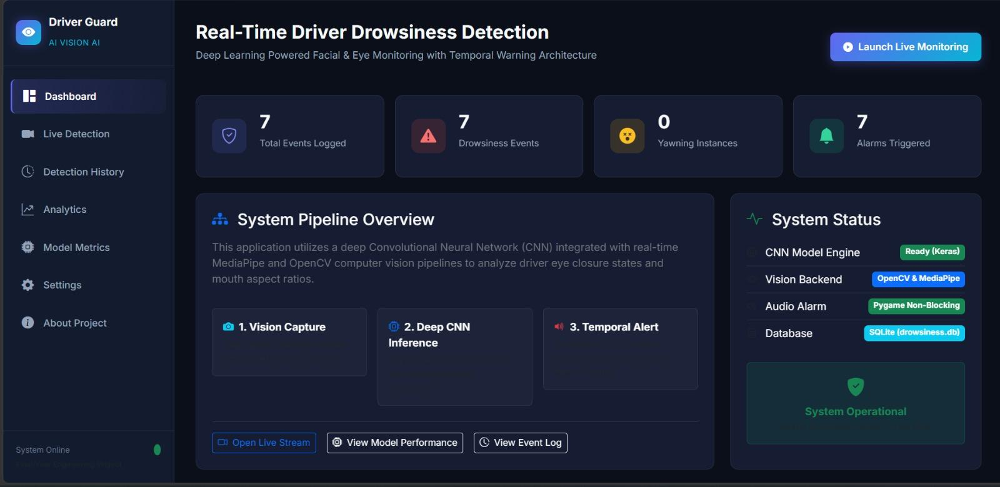 Driver Guard
AI VISION AI
Dashboard
Live Detection
Detection History
Analytics
Model Metrics
Settings
About Project
System Online
Final Year Engineering Project
Real-Time Driver Drowsiness Detection
Deep Learning Powered Facial & Eye Monitoring with Temporal Warning Architecture
Launch Live Monitoring
7
Total Events Logged
7
Drowsiness Events
0
Yawning Instances
7
Alarms Triggered
System Pipeline Overview
This application utilizes a deep Convolutional Neural Network (CNN) integrated with real-time
MediaPipe and OpenCV computer vision pipelines to analyze driver eye closure states and
mouth aspect ratios.
1. Vision Capture
2. Deep CNN
Inference
3. Temporal Alert
Open Live Stream
View Model Performance
View Event Log
System Status
CNN Model Engine
Ready (Keras)
Vision Backend
OpenCV & MediaPipe
Audio Alarm
Pygame Non-Blocking
Database
SQLite (drowsiness.db)
System Operational